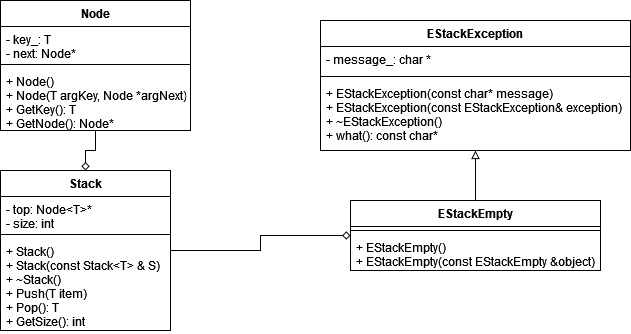 Node
- key_: T
- next: Node*
+ Node()
+ Node(T argKey, Node *argNext)
+ GetKey(): T
+ GetNode(): Node*
EStackException
- message_: char *
+ EStackException(const char* message)
+ EStackException(const EStackException& exception)
+ ~EStackException()
+ what(): const char*
Stack
- top: Node<T>*
- size: int
+ Stack()
+ Stack(const Stack<T> & S)
+ ~Stack()
+ Push(T item)
+ Pop(): T
+ GetSize(): int
EStackEmpty
+ EStackEmpty()
+ EStackEmpty(const EStackEmpty &object)